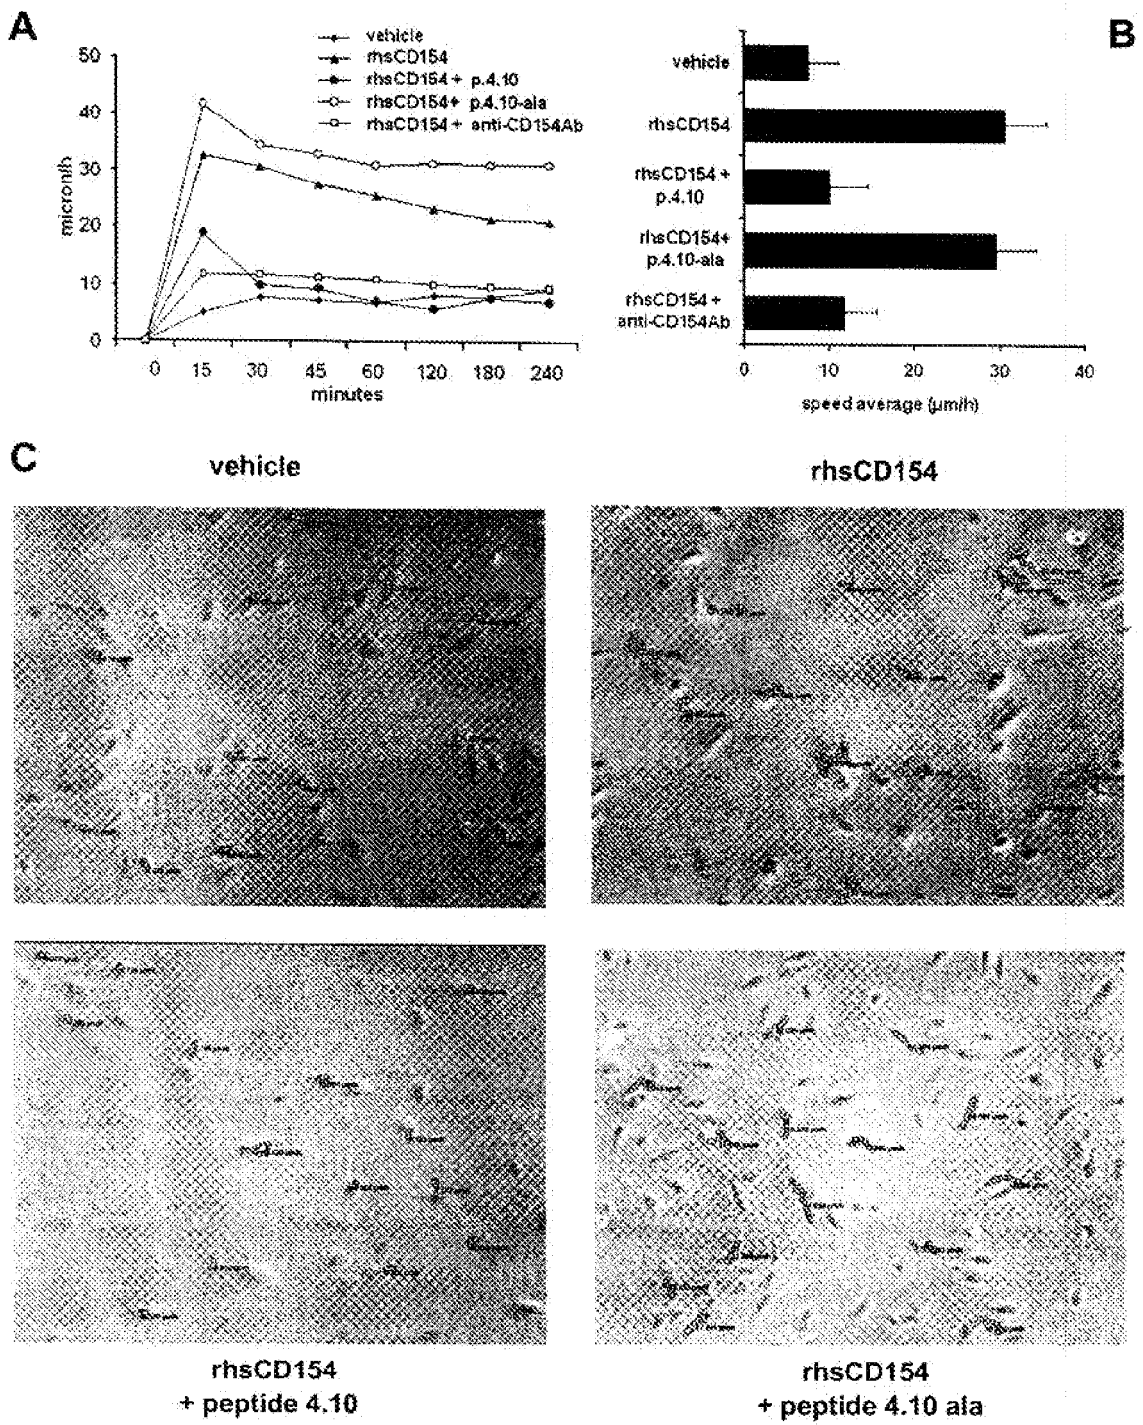 A
vehicle
rhsCD154
rhsCD154 + p.4.10
rhsCD154+ p.4.10-ala
rhsCD154 + anti-CD154Ab
50
40
30
20
10
0
micron/h
0 15 30 45 60 120 180 240
minutes
B
vehicle
rhsCD154
rhsCD154 +
p.4.10
rhsCD154+
p.4.10-ala
rhsCD154 +
anti-CD154Ab
0 10 20 30 40
speed average (µm/h)
C
vehicle
rhsCD154
rhsCD154
+ peptide 4.10
rhsCD154
+ peptide 4.10 ala